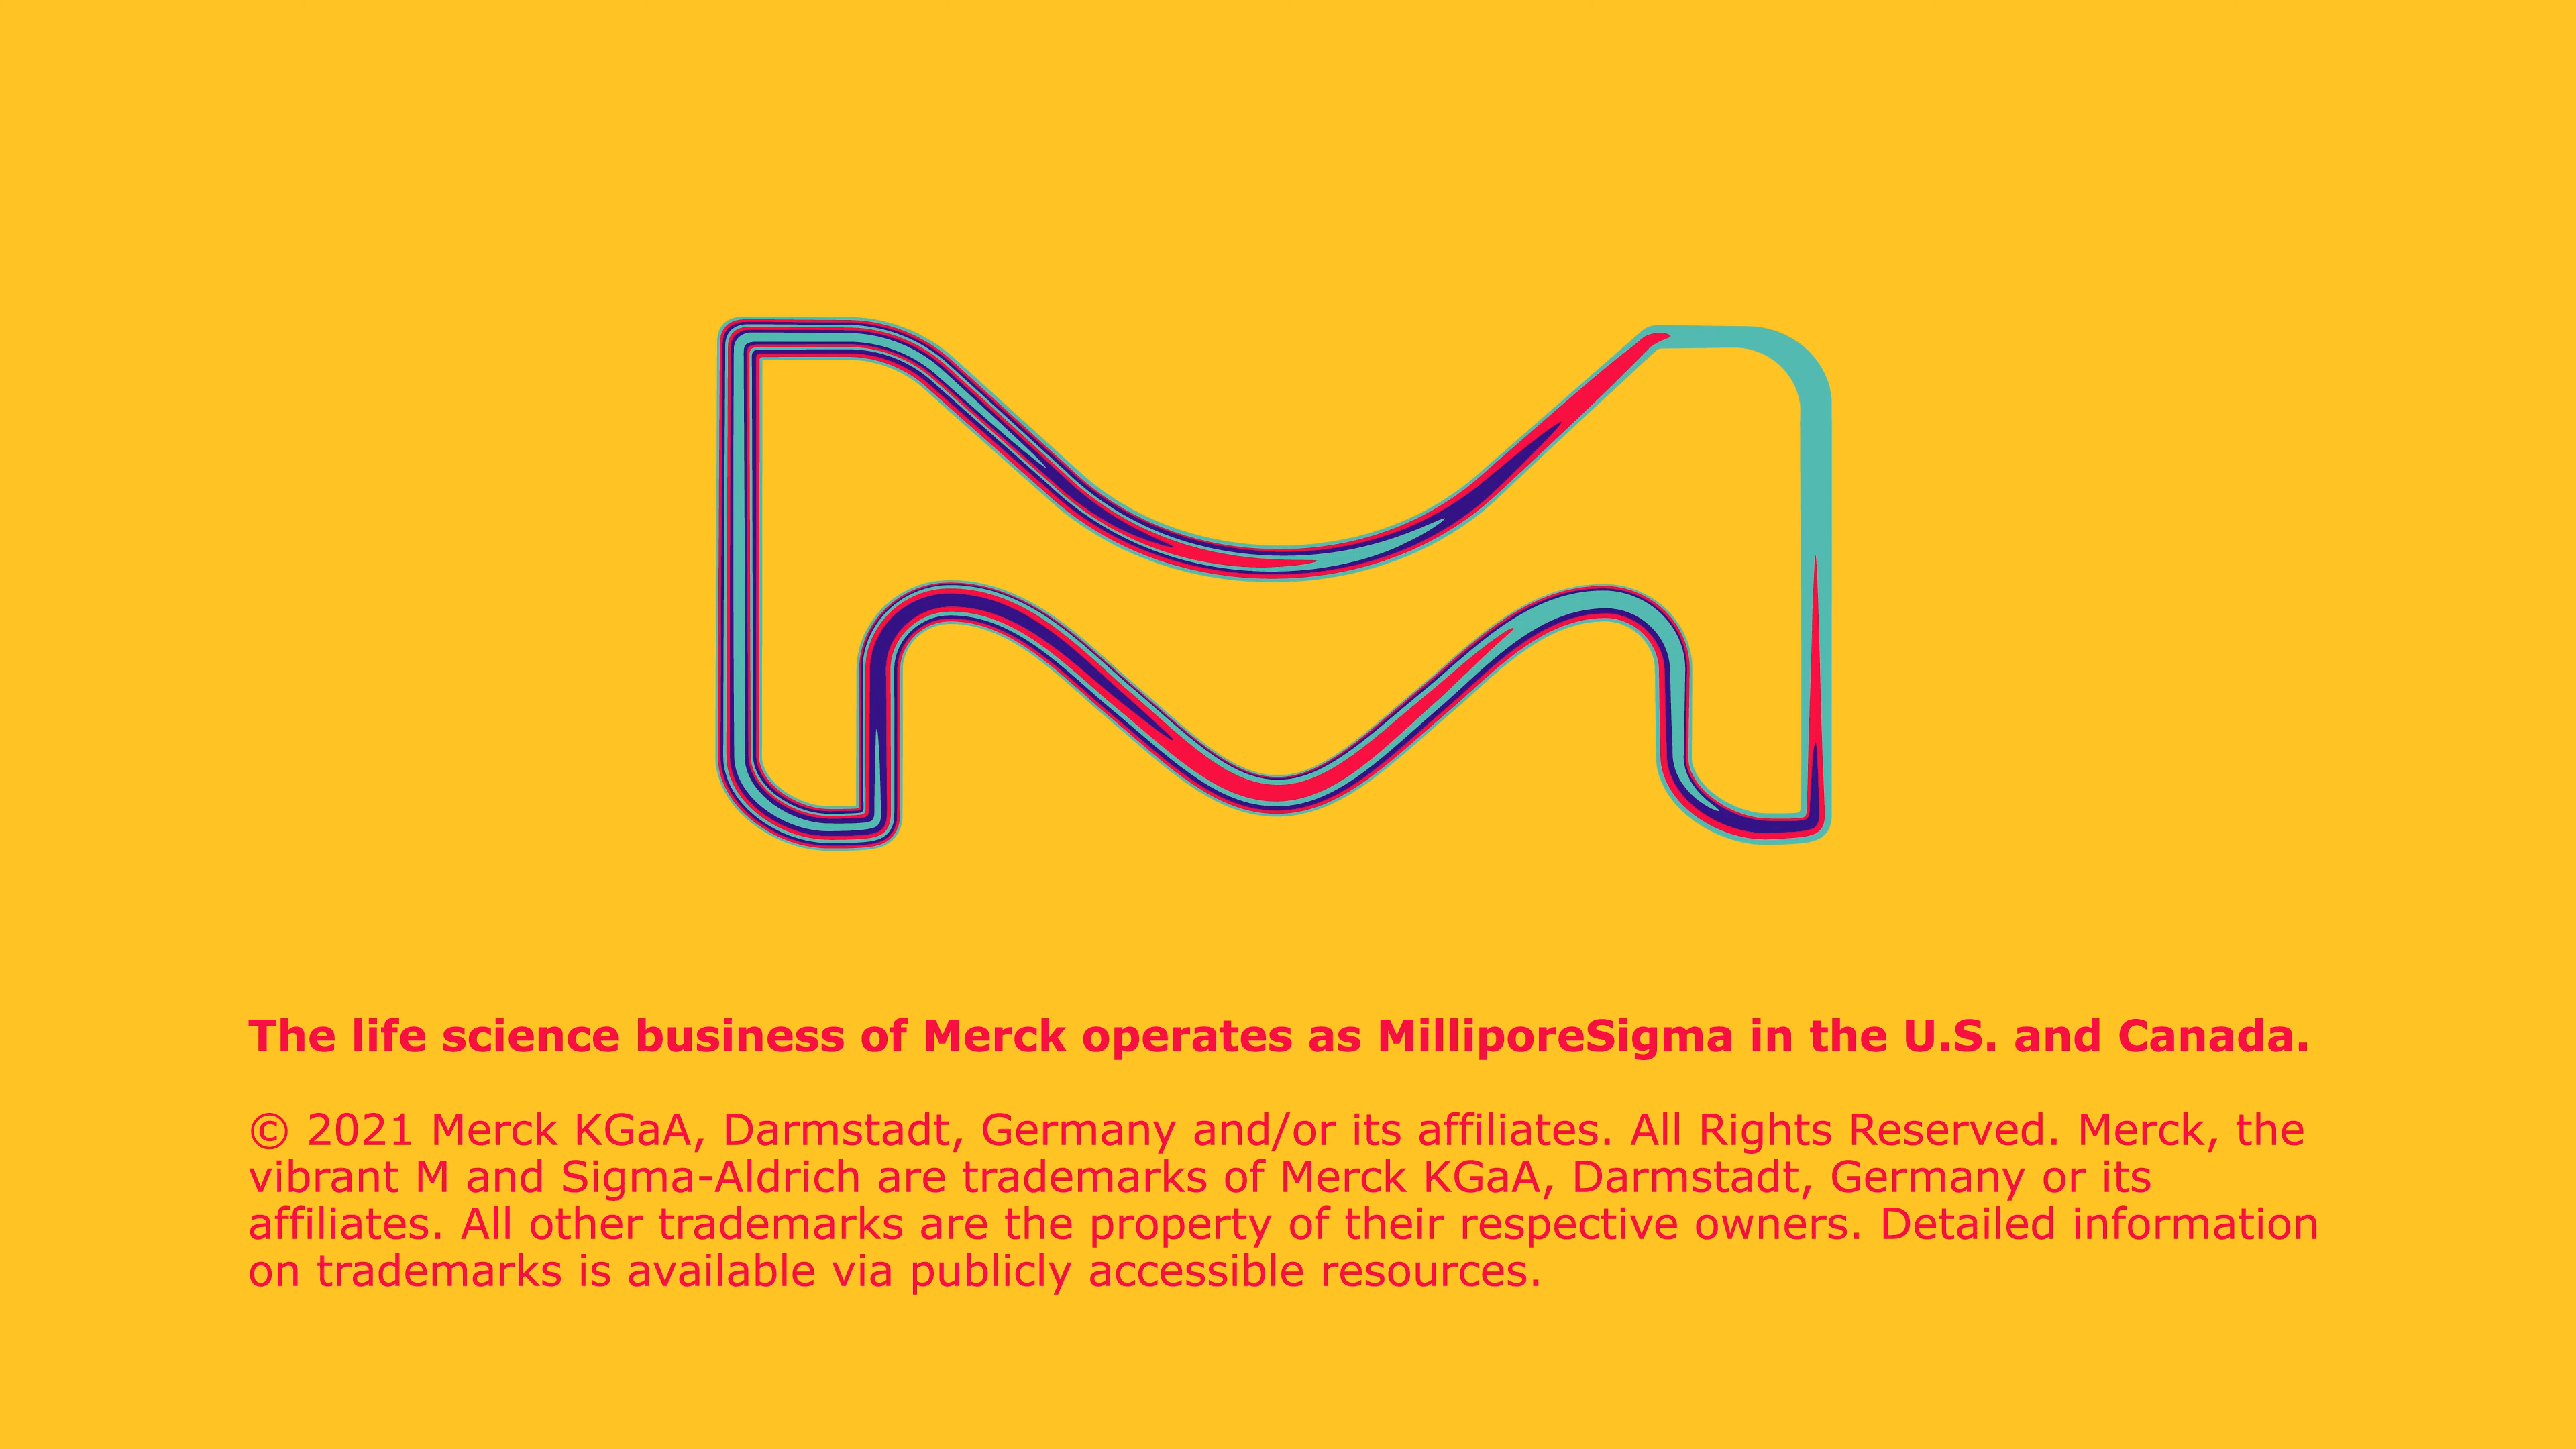 The life science business of Merck operates as MilliporeSigma in the U.S. and Canada.
© 2021 Merck KGaA, Darmstadt, Germany and/or its affiliates. All Rights Reserved. Merck, the
vibrant M and Sigma-Aldrich are trademarks of Merck KGaA, Darmstadt, Germany or its
affiliates. All other trademarks are the property of their respective owners. Detailed information
on trademarks is available via publicly accessible resources.